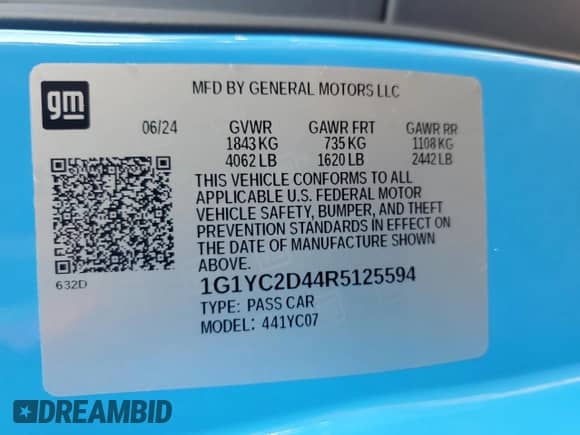 gm
MFD BY GENERAL MOTORS LLC
06/24 GVWR GAWR FRT GAWR RR
1843 KG 735 KG 1108 KG
4062 LB 1620 LB 2442 LB
THIS VEHICLE CONFORMS TO ALL
APPLICABLE U.S. FEDERAL MOTOR
VEHICLE SAFETY, BUMPER, AND THEFT
PREVENTION STANDARDS IN EFFECT ON
THE DATE OF MANUFACTURE SHOWN
ABOVE.
632D
1G1YC2D44R5125594
TYPE: PASS CAR
MODEL: 441YC07
DREAMBID